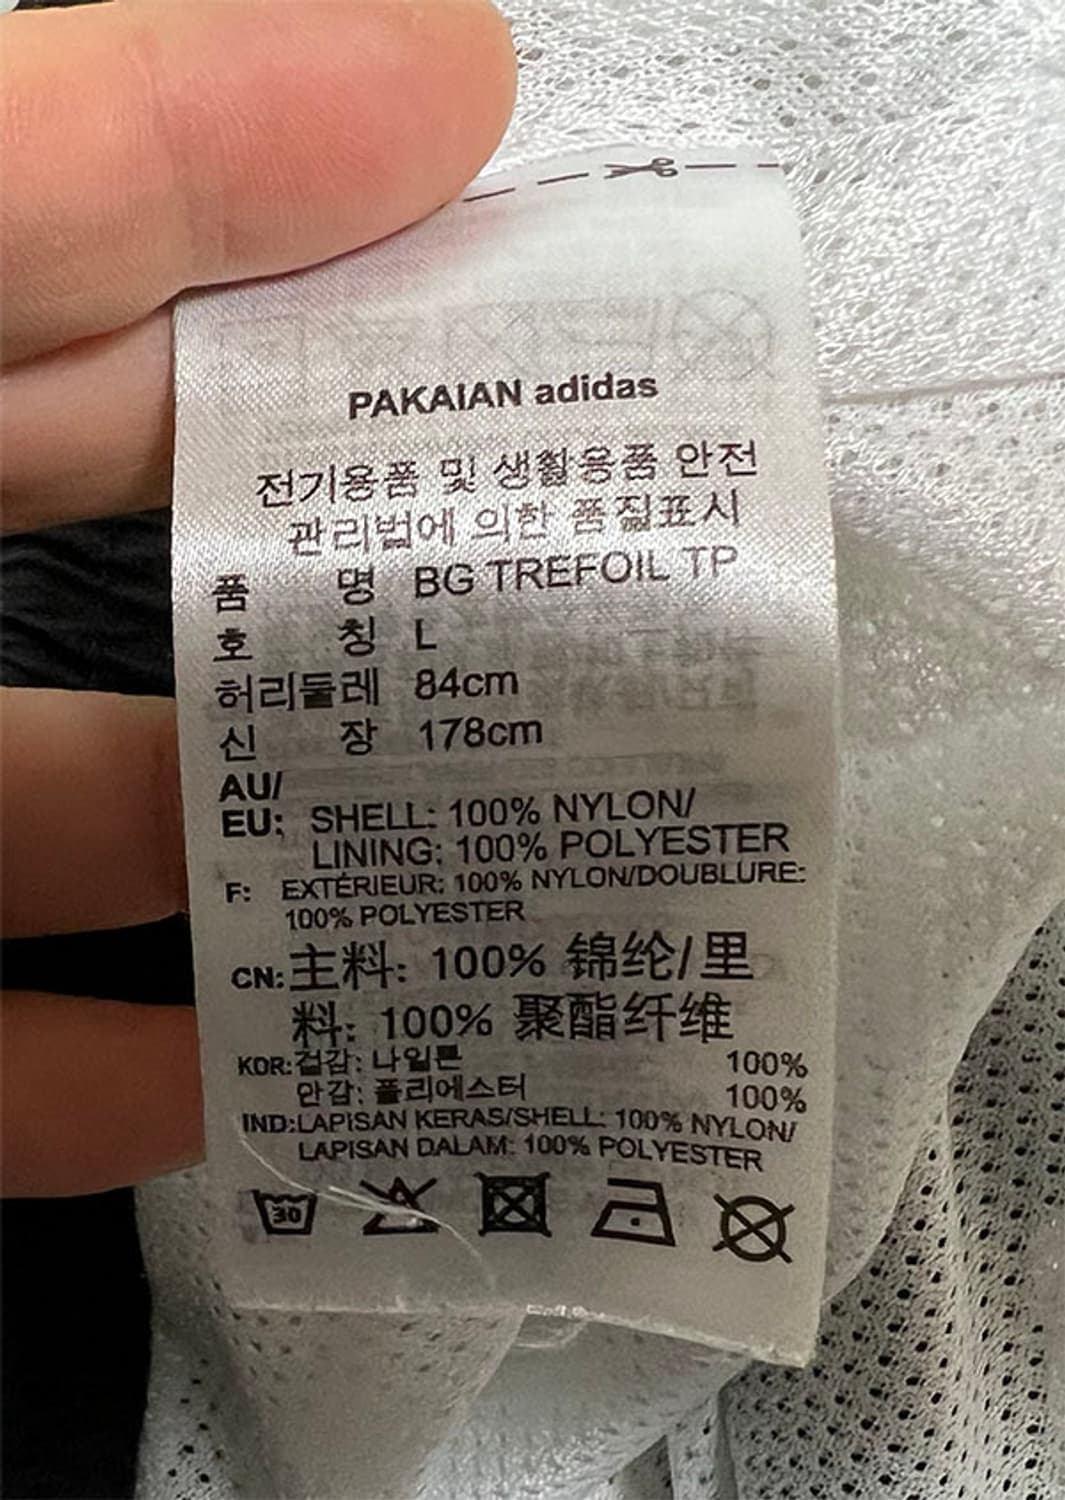 PAKAIAN adidas
전기용품 및 생활용품 안전
관리법에 의한 품질표시
품 명 BG TREFOIL TP
호 칭 L
허리둘레 84cm
신 장 178cm
AU/
EU: SHELL: 100% NYLON/
LINING: 100% POLYESTER
F: EXTÉRIEUR: 100% NYLON/DOUBLURE:
100% POLYESTER
CN: 主料: 100% 锦纶/里
料: 100% 聚酯纤维
KOR: 겉감: 나일론 100%
안감: 폴리에스터 100%
IND: LAPISAN KERAS/SHELL: 100% NYLON/
LAPISAN DALAM: 100% POLYESTER
30